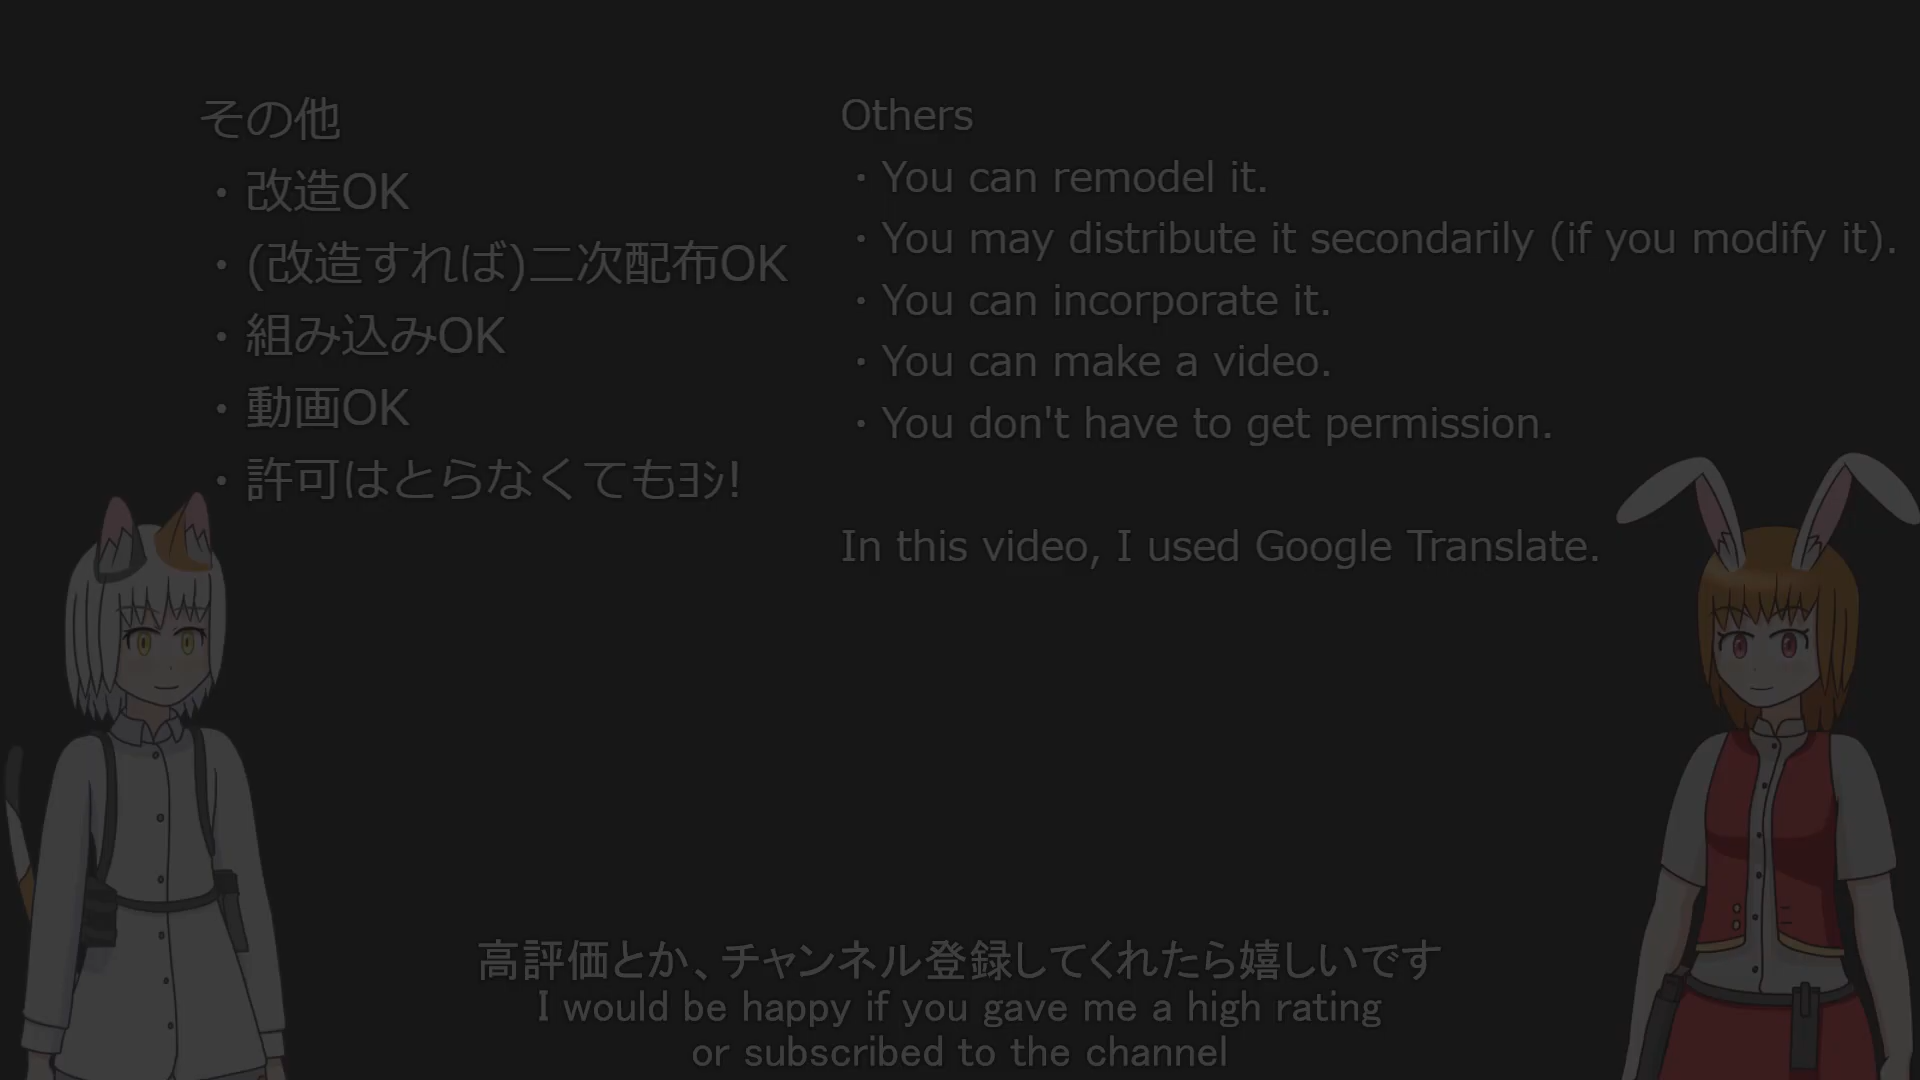 その他
・改造OK
・(改造すれば)二次配布OK
・組み込みOK
・動画OK
・許可はとらなくてもﾖｼ!
Others
・You can remodel it.
・You may distribute it secondarily (if you modify it).
・You can incorporate it.
・You can make a video.
・You don't have to get permission.
In this video, I used Google Translate.
高評価とか、チャンネル登録してくれたら嬉しいです
I would be happy if you gave me a high rating
or subscribed to the channel